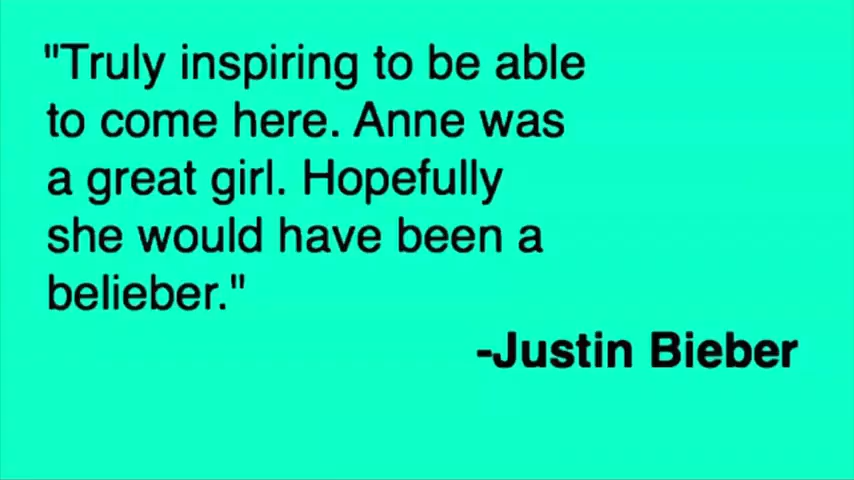 "Truly inspiring to be able
to come here. Anne was
a great girl. Hopefully
she would have been a
belieber."
-Justin Bieber